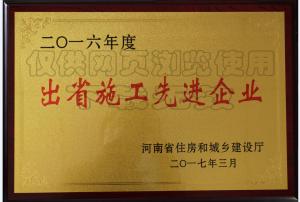 二〇一六年度
仅供网页浏览使用
出省施工先进企业
河南省住房和城乡建设厅
二〇一七年三月